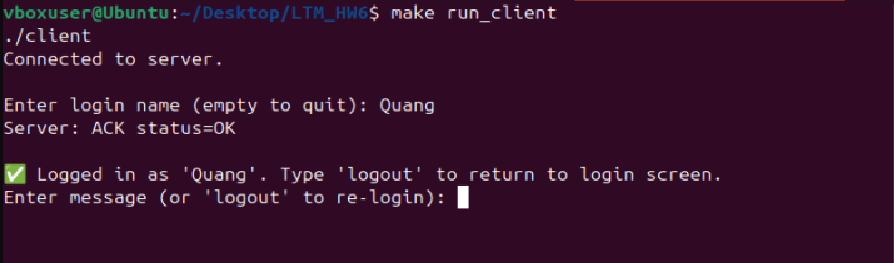 vboxuser@Ubuntu:~/Desktop/LTM_HW6$ make run_client
./client
Connected to server.
Enter login name (empty to quit): Quang
Server: ACK status=OK
✅ Logged in as 'Quang'. Type 'logout' to return to login screen.
Enter message (or 'logout' to re-login):